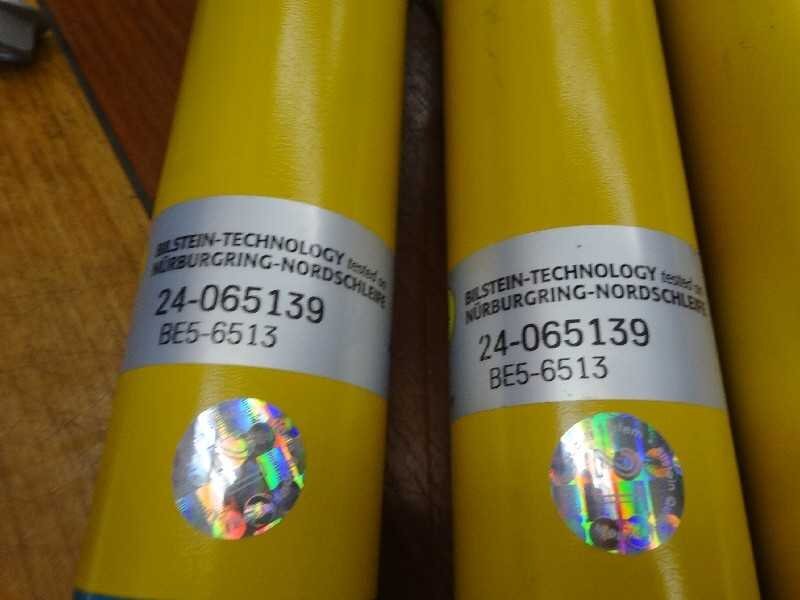 BILSTEIN-TECHNOLOGY tested on
NÜRBURGRING-NORDSCHLEIFE
24-065139
BE5-6513
BILSTEIN-TECHNOLOGY tested on
NÜRBURGRING-NORDSCHLEIFE
24-065139
BE5-6513